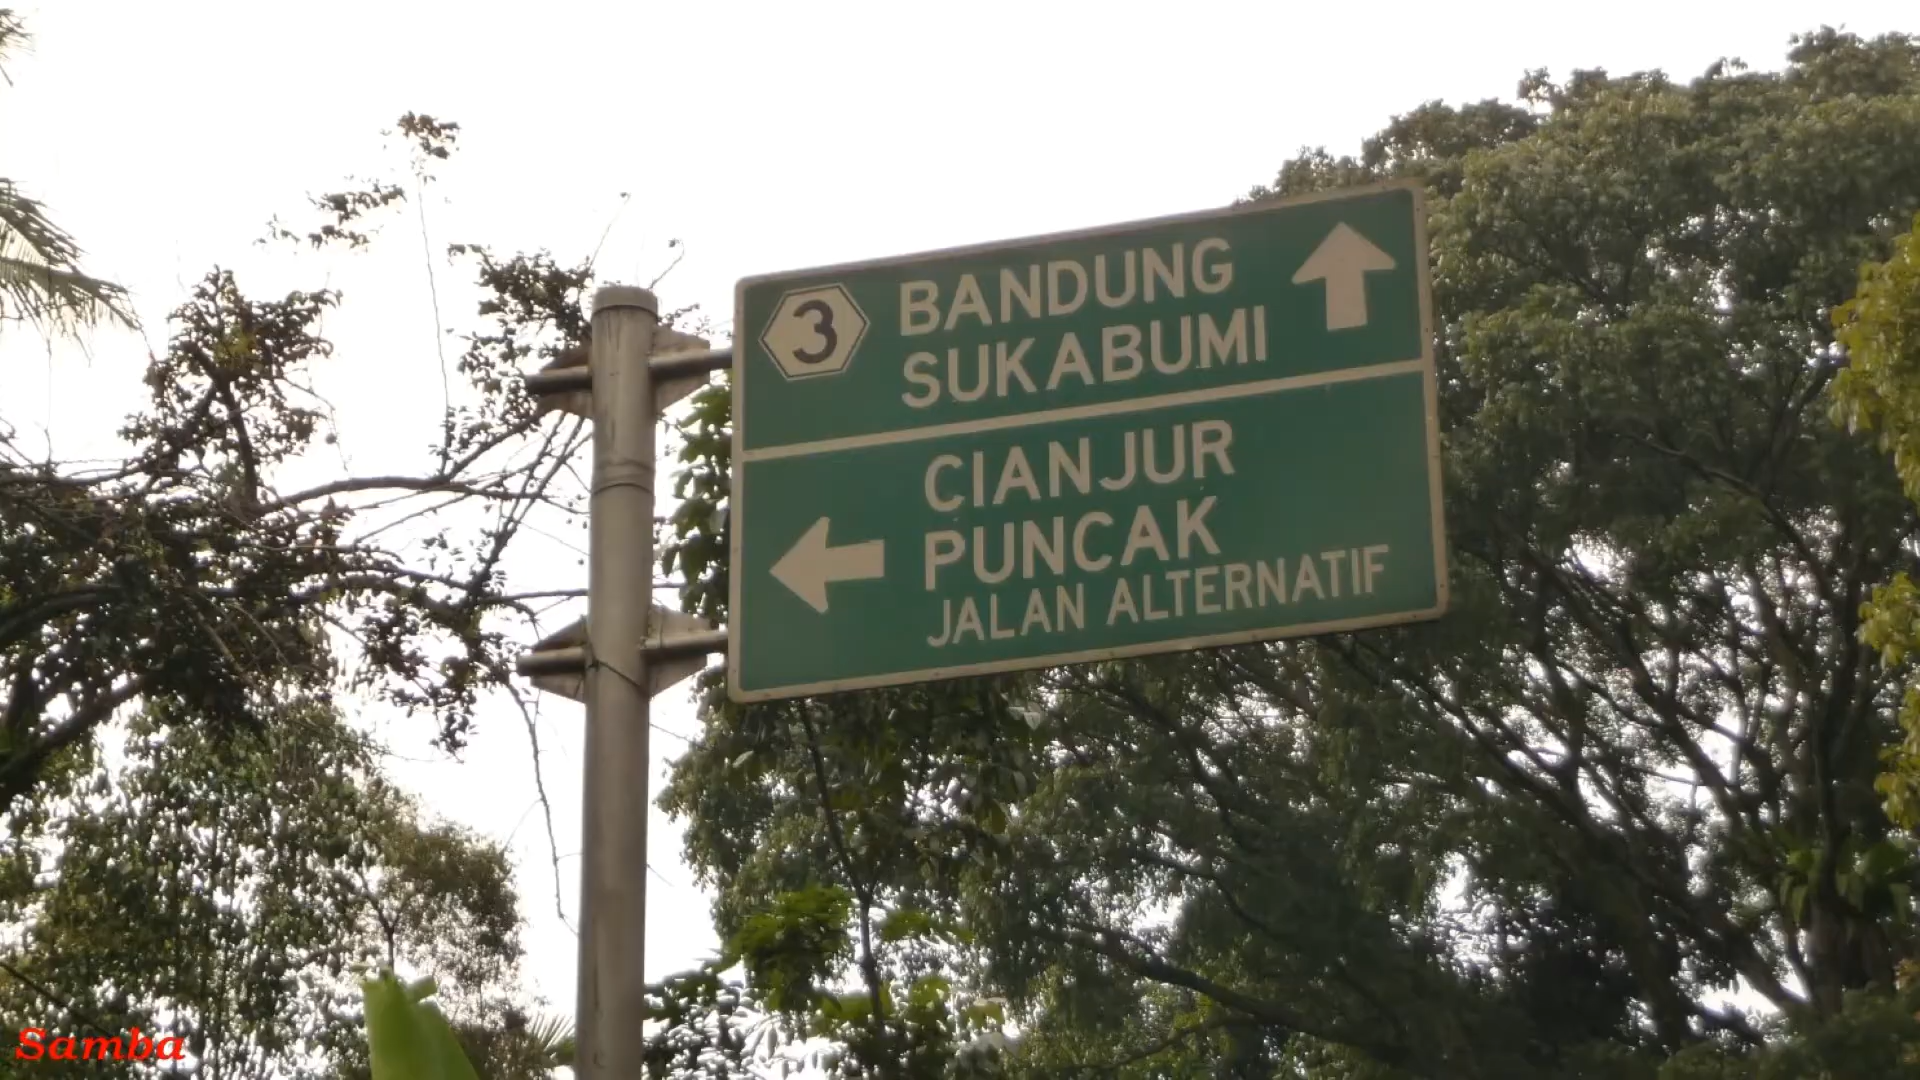 3
BANDUNG
SUKABUMI
CIANJUR
PUNCAK
JALAN ALTERNATIF
Samba